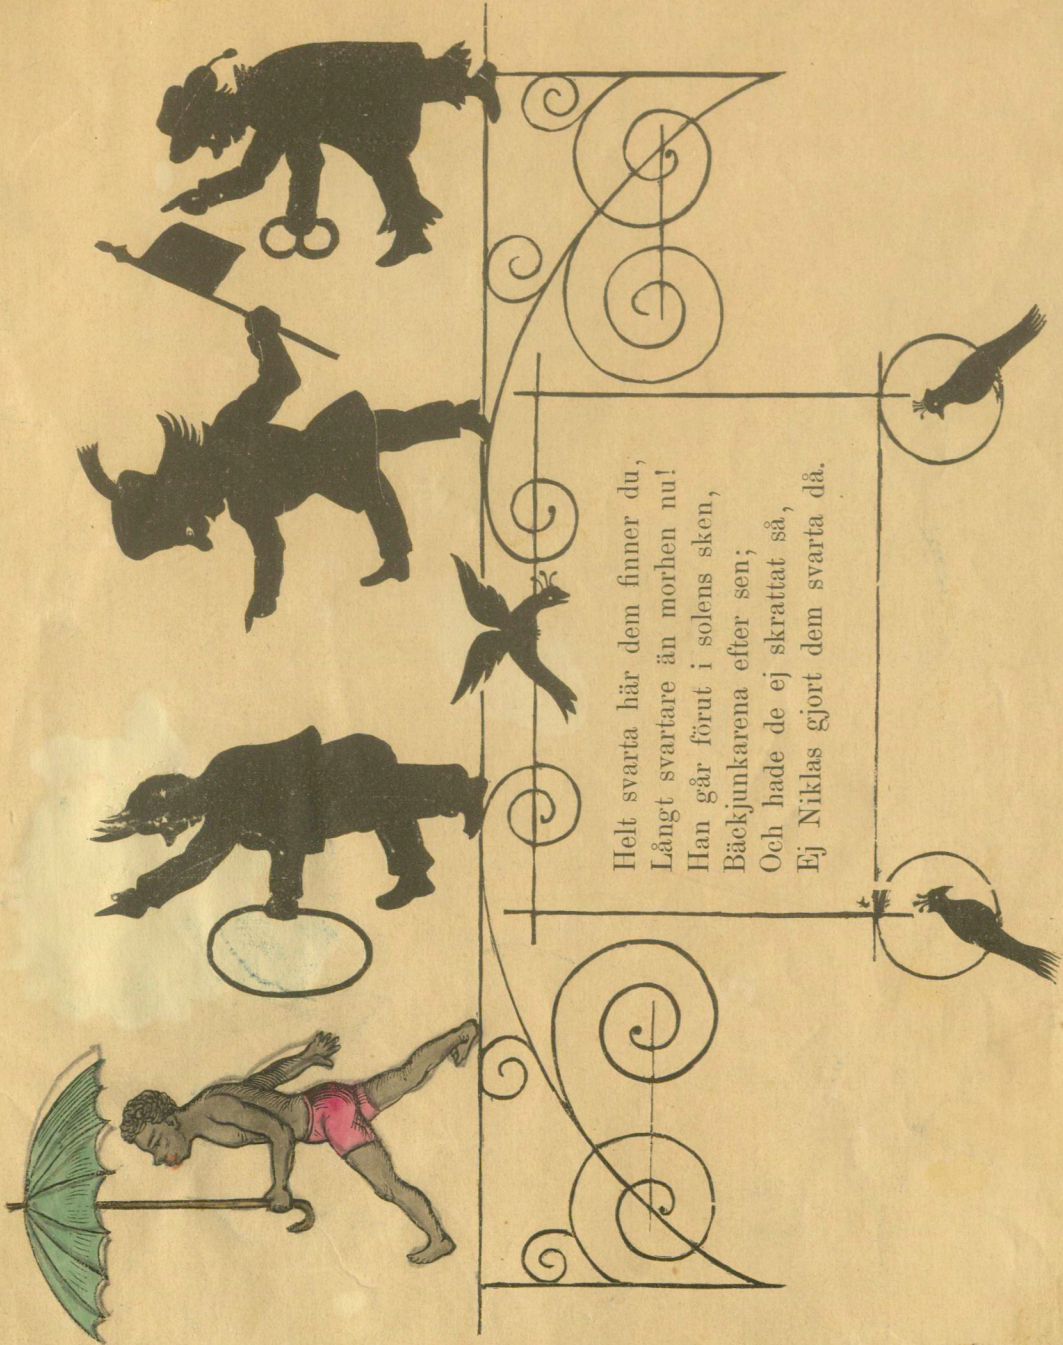 Helt svarta här dem finner du,
Långt svartare än morhen nu!
Han går förut i solens sken,
Bäckjunkarena efter sen;
Och hade de ej skrattat så,
Ej Niklas gjort dem svarta då.